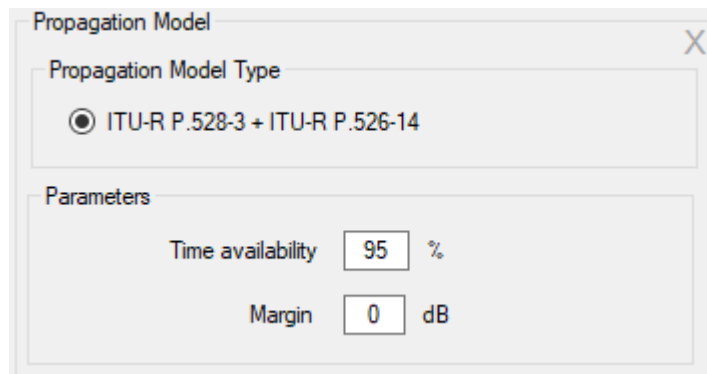 Propagation Model
X
Propagation Model Type
ITU-R P.528-3 + ITU-R P.526-14
Parameters
Time availability 95 %
Margin 0 dB